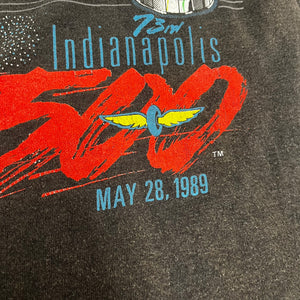 73RD
Indianapolis
500
TM
MAY 28, 1989